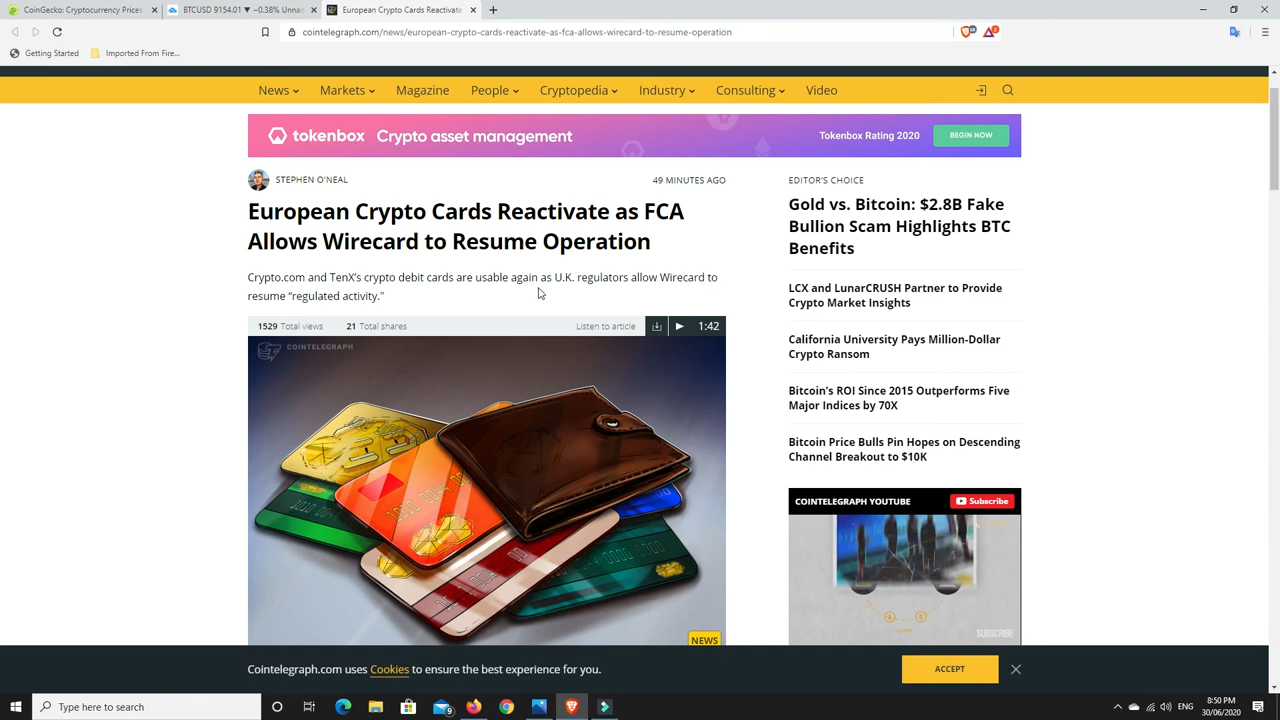 CoinGecko: Cryptocurrency Prices
BTCUSD 9154.01 ▼ −0.38% Unna
European Crypto Cards Reactivate
cointelegraph.com/news/european-crypto-cards-reactivate-as-fca-allows-wirecard-to-resume-operation
Getting Started
Imported From Fire...
News
Markets
Magazine
People
Cryptopedia
Industry
Consulting
Video
tokenbox Crypto asset management
Tokenbox Rating 2020
BEGIN NOW
STEPHEN O'NEAL
49 MINUTES AGO
European Crypto Cards Reactivate as FCA
Allows Wirecard to Resume Operation
Crypto.com and TenX's crypto debit cards are usable again as U.K. regulators allow Wirecard to
resume “regulated activity.”
1529 Total views
21 Total shares
Listen to article
1:42
COINTELEGRAPH
NEWS
EDITOR'S CHOICE
Gold vs. Bitcoin: $2.8B Fake
Bullion Scam Highlights BTC
Benefits
LCX and LunarCRUSH Partner to Provide
Crypto Market Insights
California University Pays Million-Dollar
Crypto Ransom
Bitcoin's ROI Since 2015 Outperforms Five
Major Indices by 70X
Bitcoin Price Bulls Pin Hopes on Descending
Channel Breakout to $10K
COINTELEGRAPH YOUTUBE
Subscribe
SUBSCRIBE
Cointelegraph.com uses Cookies to ensure the best experience for you.
ACCEPT
Type here to search
9
ENG
8:50 PM
30/06/2020